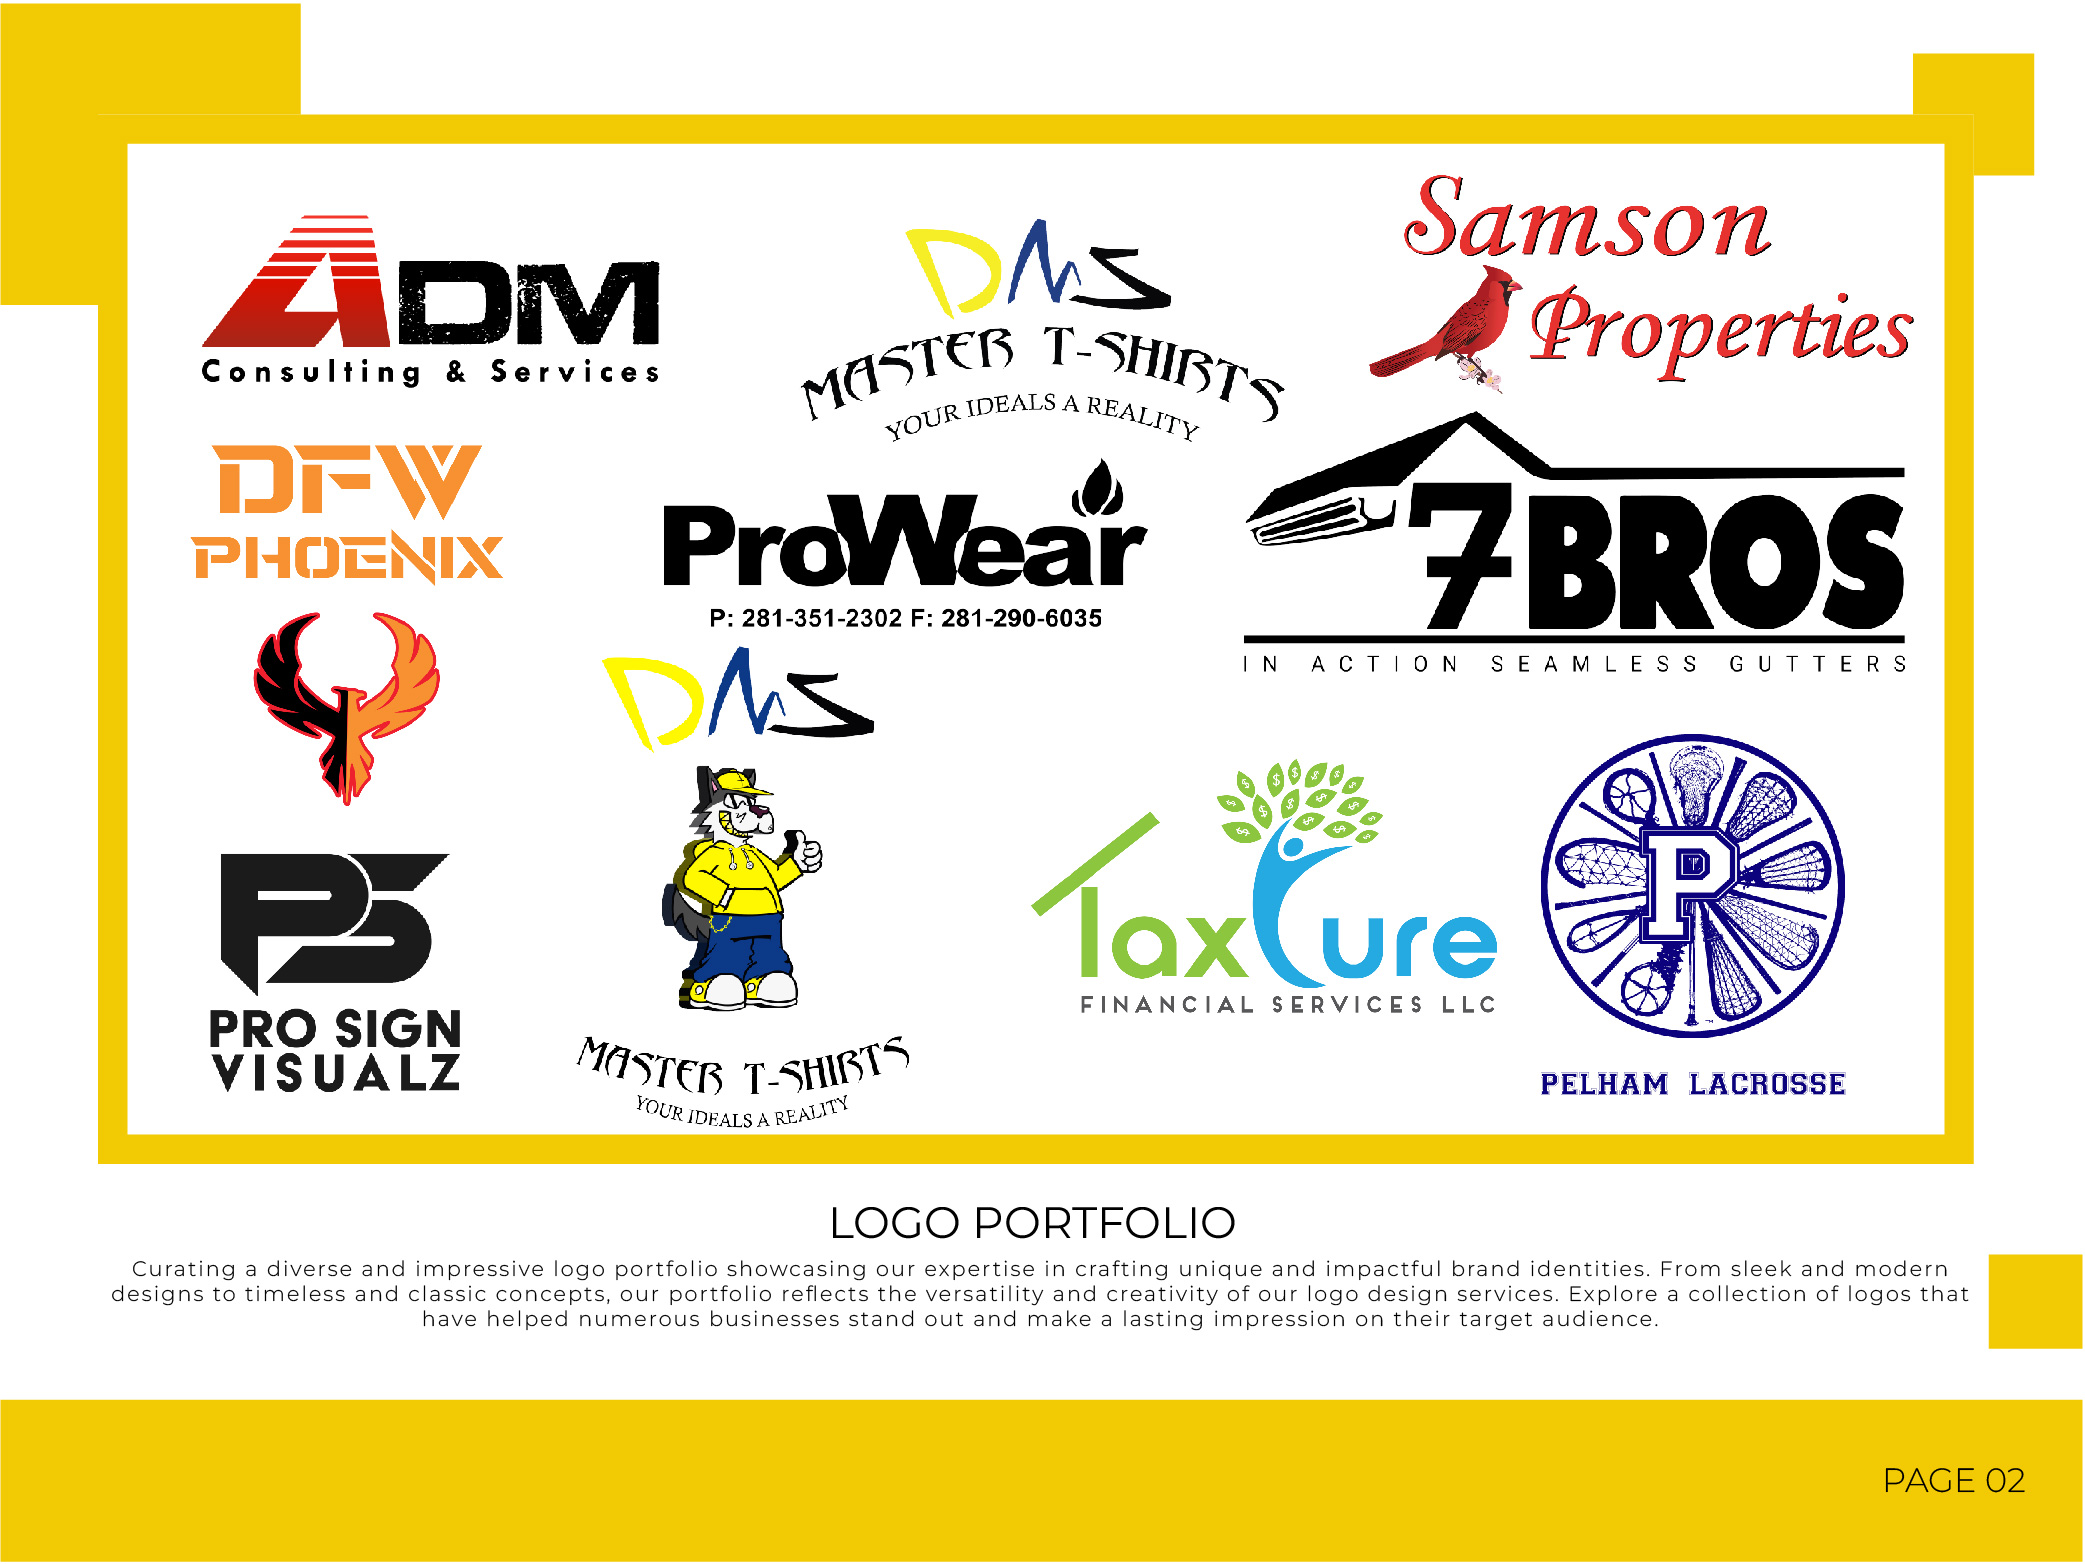 ADM
Consulting & Services
DMS
MASTER T-SHIRTS
YOUR IDEALS A REALITY
Samson
Properties
DFW
PHOENIX
ProWear
P: 281-351-2302 F: 281-290-6035
7BROS
IN ACTION SEAMLESS GUTTERS
DMS
MASTER T-SHIRTS
YOUR IDEALS A REALITY
PS
PRO SIGN
VISUALZ
TaxCure
FINANCIAL SERVICES LLC
P
PELHAM LACROSSE
LOGO PORTFOLIO
Curating a diverse and impressive logo portfolio showcasing our expertise in crafting unique and impactful brand identities. From sleek and modern
designs to timeless and classic concepts, our portfolio reflects the versatility and creativity of our logo design services. Explore a collection of logos that
have helped numerous businesses stand out and make a lasting impression on their target audience.
PAGE 02